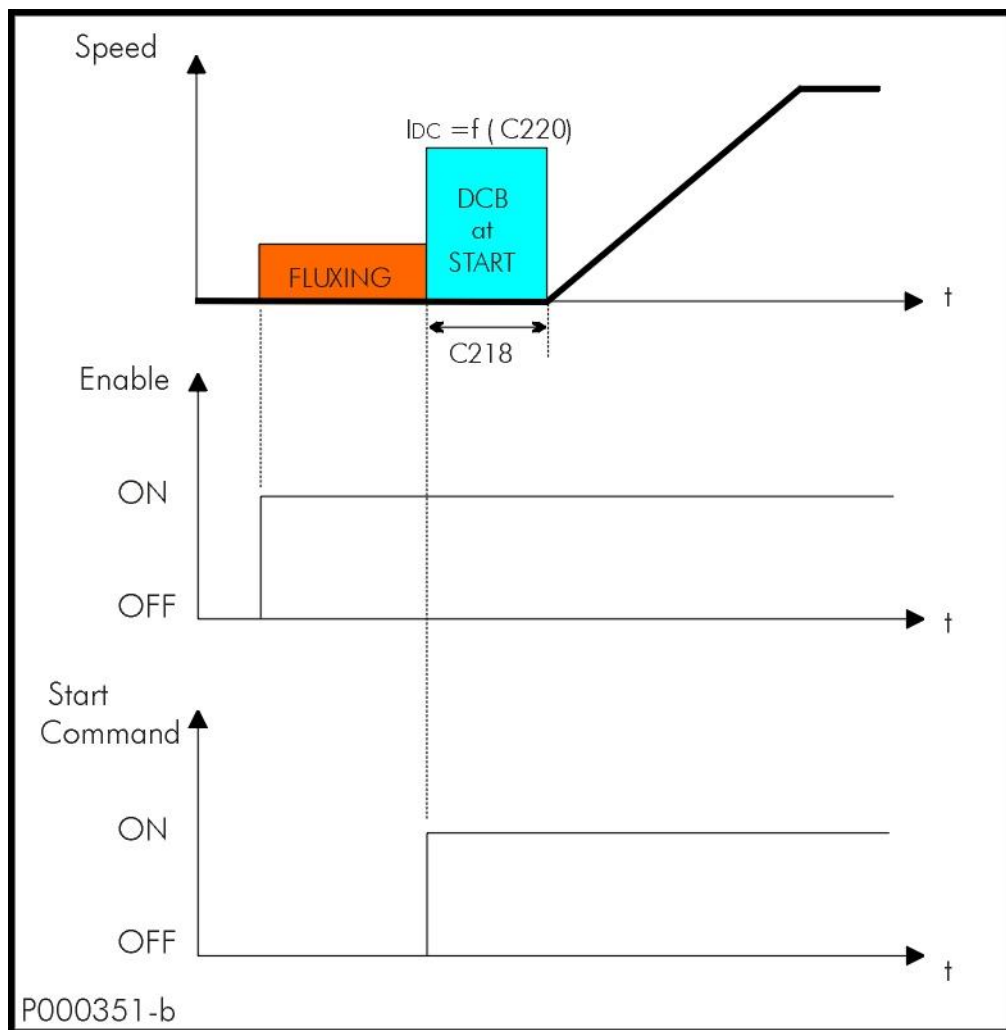 Speed
IDC =f ( C220)
DCB
at
START
FLUXING
t
C218
Enable
ON
OFF
t
Start
Command
ON
OFF
t
P000351-b